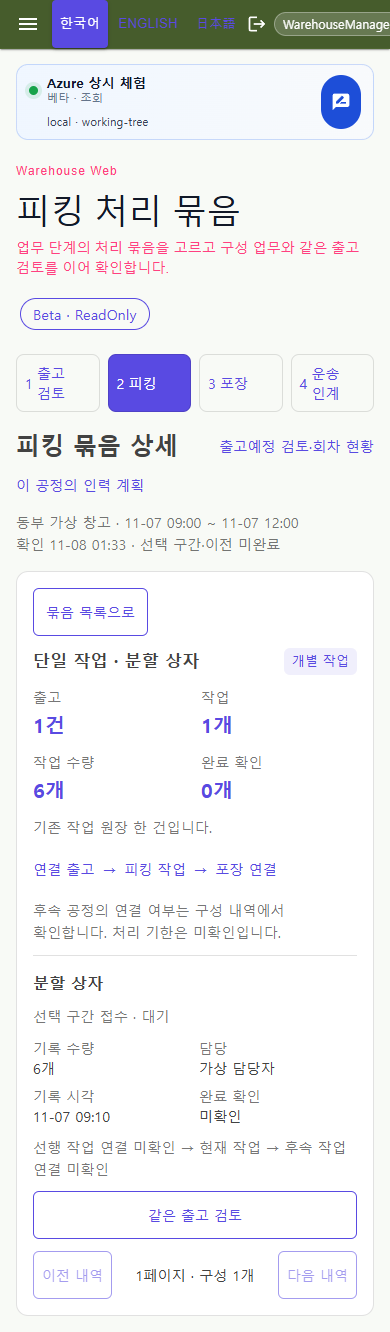 한국어 ENGLISH 日本語 WarehouseManage
Azure 상시 체험
베타 · 조회
local · working-tree
Warehouse Web
피킹 처리 묶음
업무 단계의 처리 묶음을 고르고 구성 업무와 같은 출고
검토를 이어 확인합니다.
Beta · ReadOnly
1 출고 검토 2 피킹 3 포장 4 운송 인계
피킹 묶음 상세 출고예정 검토·회차 현황
이 공정의 인력 계획
동부 가상 창고 · 11-07 09:00 ~ 11-07 12:00
확인 11-08 01:33 · 선택 구간·이전 미완료
묶음 목록으로
단일 작업 · 분할 상자 개별 작업
출고 작업
1건 1개
작업 수량 완료 확인
6개 0개
기존 작업 원장 한 건입니다.
연결 출고 → 피킹 작업 → 포장 연결
후속 공정의 연결 여부는 구성 내역에서
확인합니다. 처리 기한은 미확인입니다.
분할 상자
선택 구간 접수 · 대기
기록 수량 담당
6개 가상 담당자
기록 시각 완료 확인
11-07 09:10 미확인
선행 작업 연결 미확인 → 현재 작업 → 후속 작업
연결 미확인
같은 출고 검토
이전 내역 1페이지 · 구성 1개 다음 내역